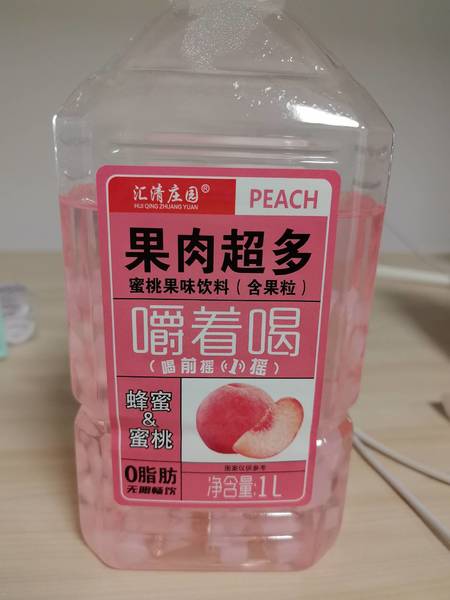 汇清庄园®
HUI QING ZHUANG YUAN
PEACH
果肉超多
蜜桃果味饮料（含果粒）
嚼着喝
（喝前摇一摇）
蜂蜜
&
蜜桃
图案仅供参考
0脂肪
无限畅饮
净含量:1L